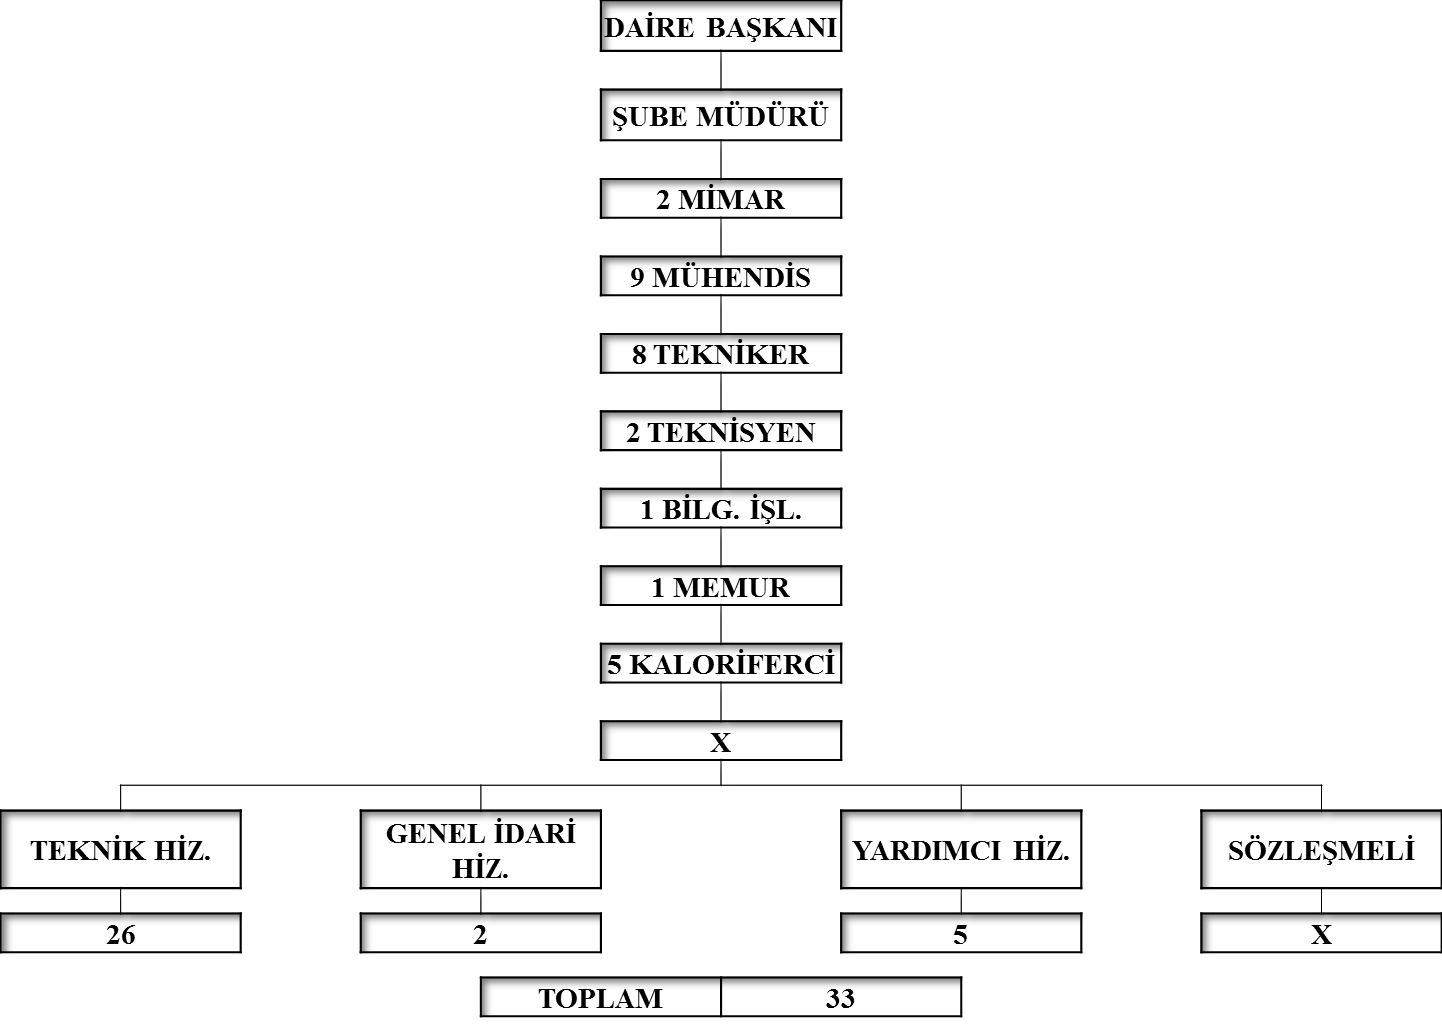 DAİRE BAŞKANI
ŞUBE MÜDÜRÜ
2 MİMAR
9 MÜHENDİS
8 TEKNİKER
2 TEKNİSYEN
1 BİLG. İŞL.
1 MEMUR
5 KALORİFERCİ
X
TEKNİK HİZ.
GENEL İDARİ
HİZ.
YARDIMCI HİZ.
SÖZLEŞMELİ
26
2
5
X
TOPLAM
33